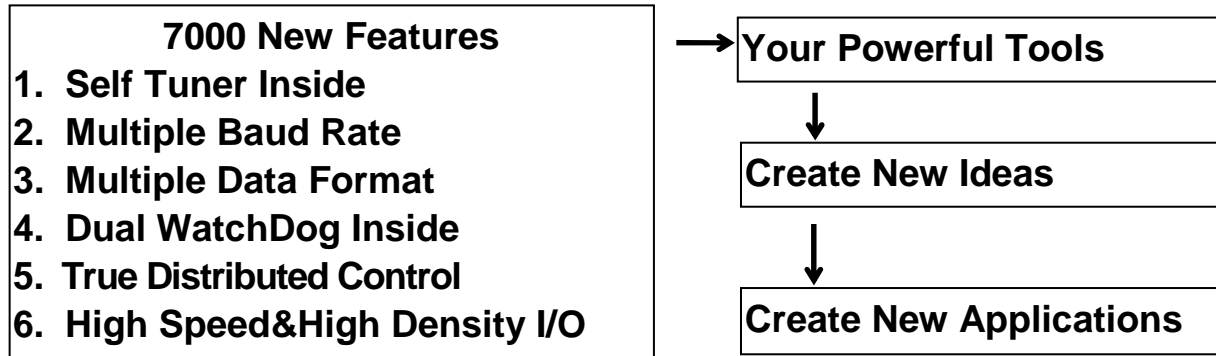 7000 New Features
1. Self Tuner Inside
2. Multiple Baud Rate
3. Multiple Data Format
4. Dual WatchDog Inside
5. True Distributed Control
6. High Speed&High Density I/O
Your Powerful Tools
Create New Ideas
Create New Applications